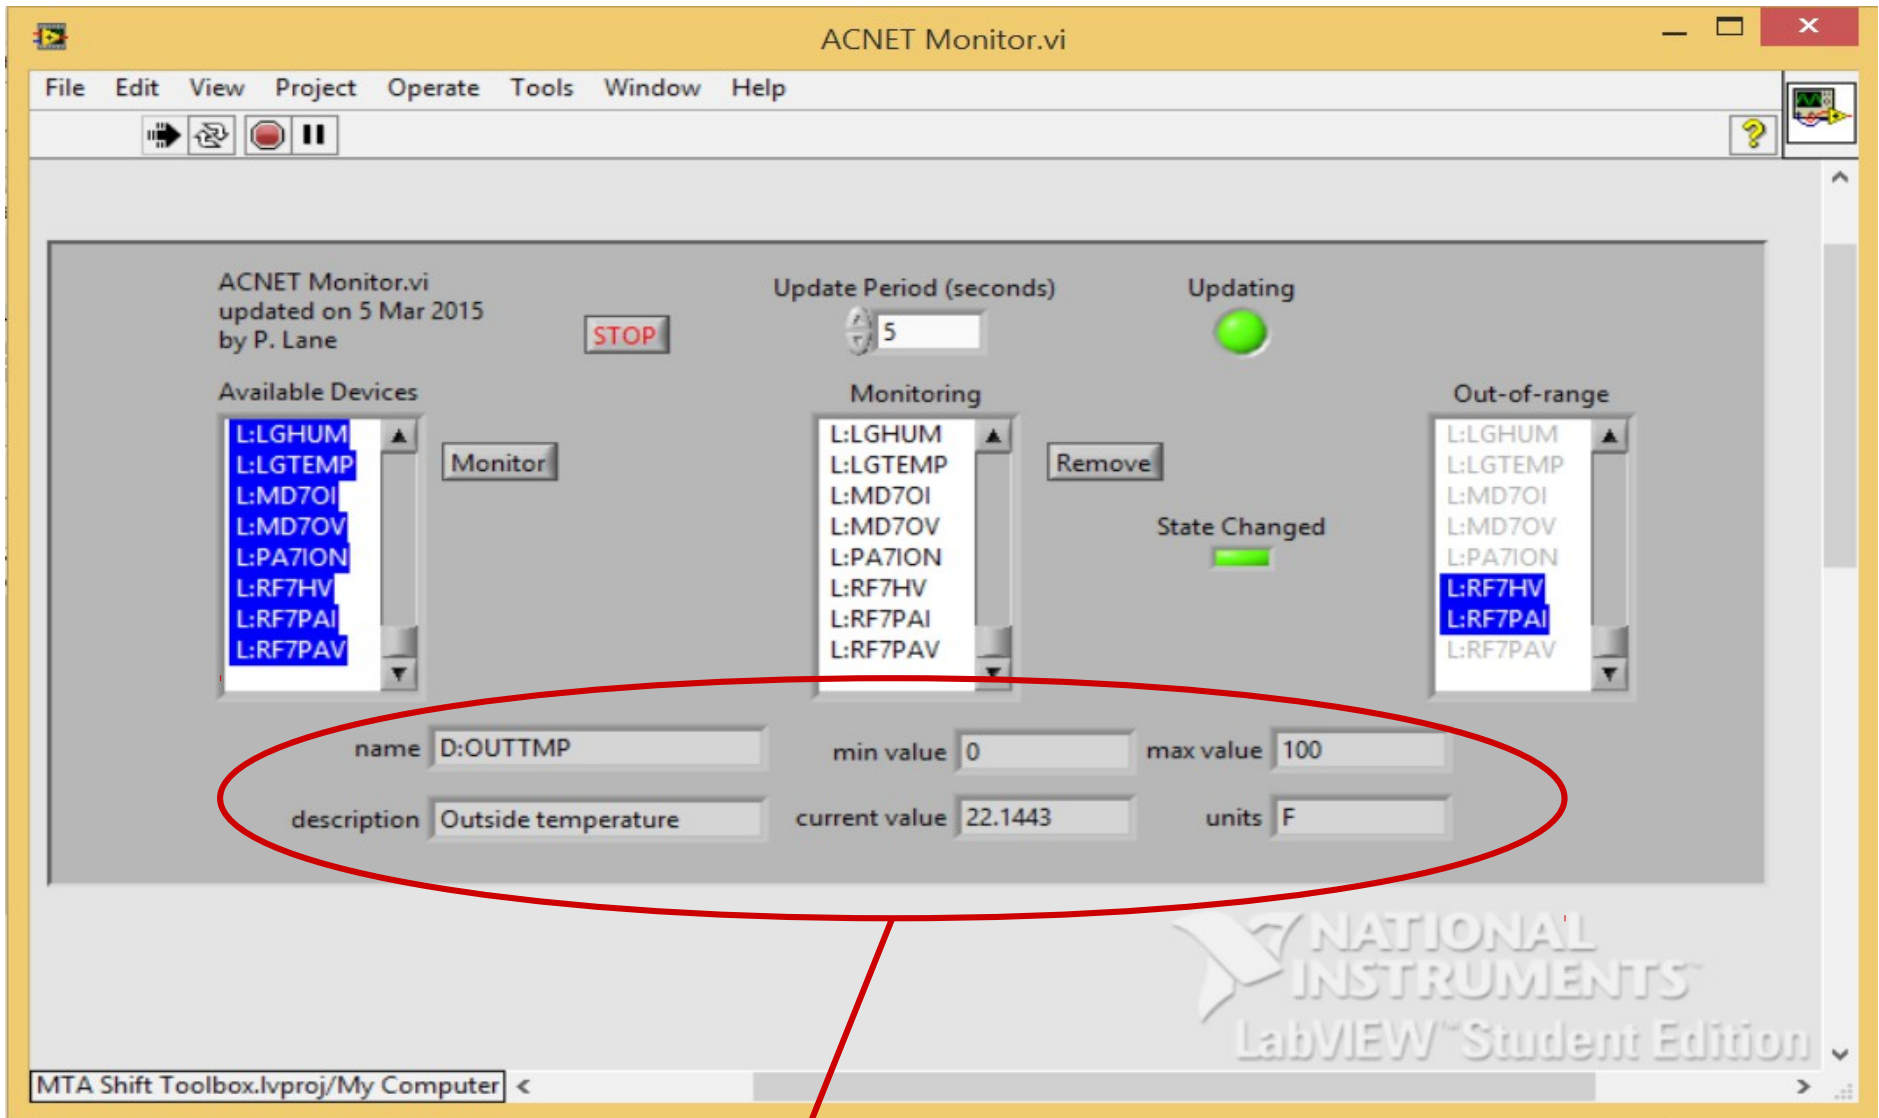 ACNET Monitor.vi
File Edit View Project Operate Tools Window Help
ACNET Monitor.vi
updated on 5 Mar 2015
by P. Lane
STOP
Update Period (seconds)
5
Updating
Available Devices
L:LGHUM
L:LGTEMP
L:MD7OI
L:MD7OV
L:PA7ION
L:RF7HV
L:RF7PAI
L:RF7PAV
Monitor
Monitoring
L:LGHUM
L:LGTEMP
L:MD7OI
L:MD7OV
L:PA7ION
L:RF7HV
L:RF7PAI
L:RF7PAV
Remove
State Changed
Out-of-range
L:LGHUM
L:LGTEMP
L:MD7OI
L:MD7OV
L:PA7ION
L:RF7HV
L:RF7PAI
L:RF7PAV
name D:OUTTMP min value 0 max value 100
description Outside temperature current value 22.1443 units F
NATIONAL
INSTRUMENTS™
LabVIEW™ Student Edition
MTA Shift Toolbox.lvproj/My Computer